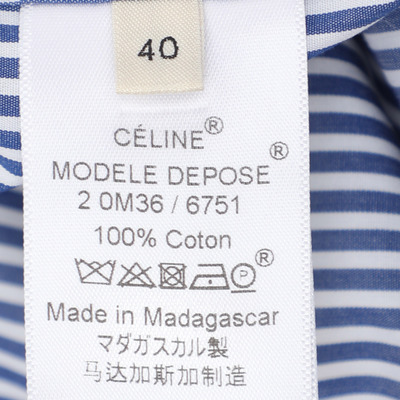 40
CÉLINE®
MODELE DEPOSE®
2 0M36 / 6751
100% Coton
P ®
Made in Madagascar
マダガスカル製
马达加斯加制造